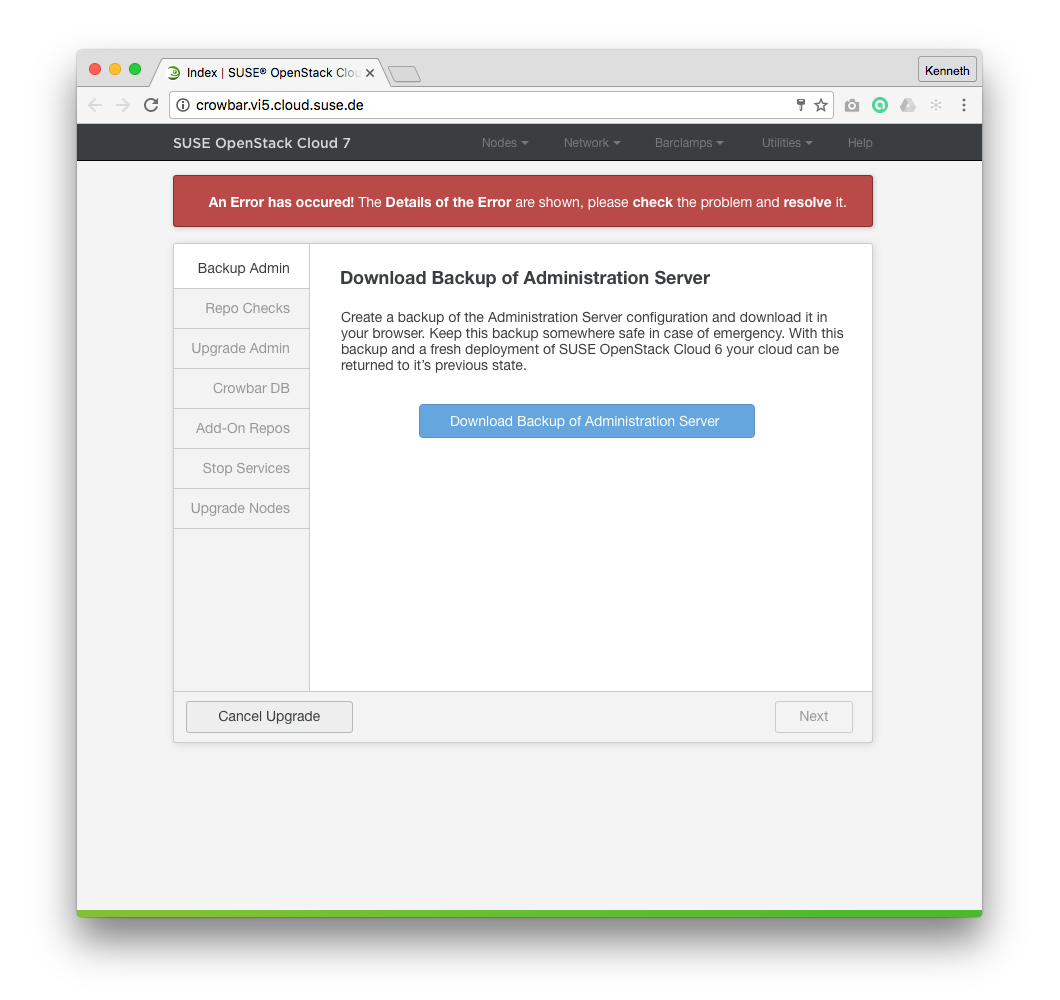 Index | SUSE® OpenStack Clou
Kenneth
crowbar.vi5.cloud.suse.de
SUSE OpenStack Cloud 7
Nodes
Network
Barclamps
Utilities
Help
An Error has occured! The Details of the Error are shown, please check the problem and resolve it.
Backup Admin
Repo Checks
Upgrade Admin
Crowbar DB
Add-On Repos
Stop Services
Upgrade Nodes
Download Backup of Administration Server
Create a backup of the Administration Server configuration and download it in
your browser. Keep this backup somewhere safe in case of emergency. With this
backup and a fresh deployment of SUSE OpenStack Cloud 6 your cloud can be
returned to it’s previous state.
Download Backup of Administration Server
Cancel Upgrade
Next